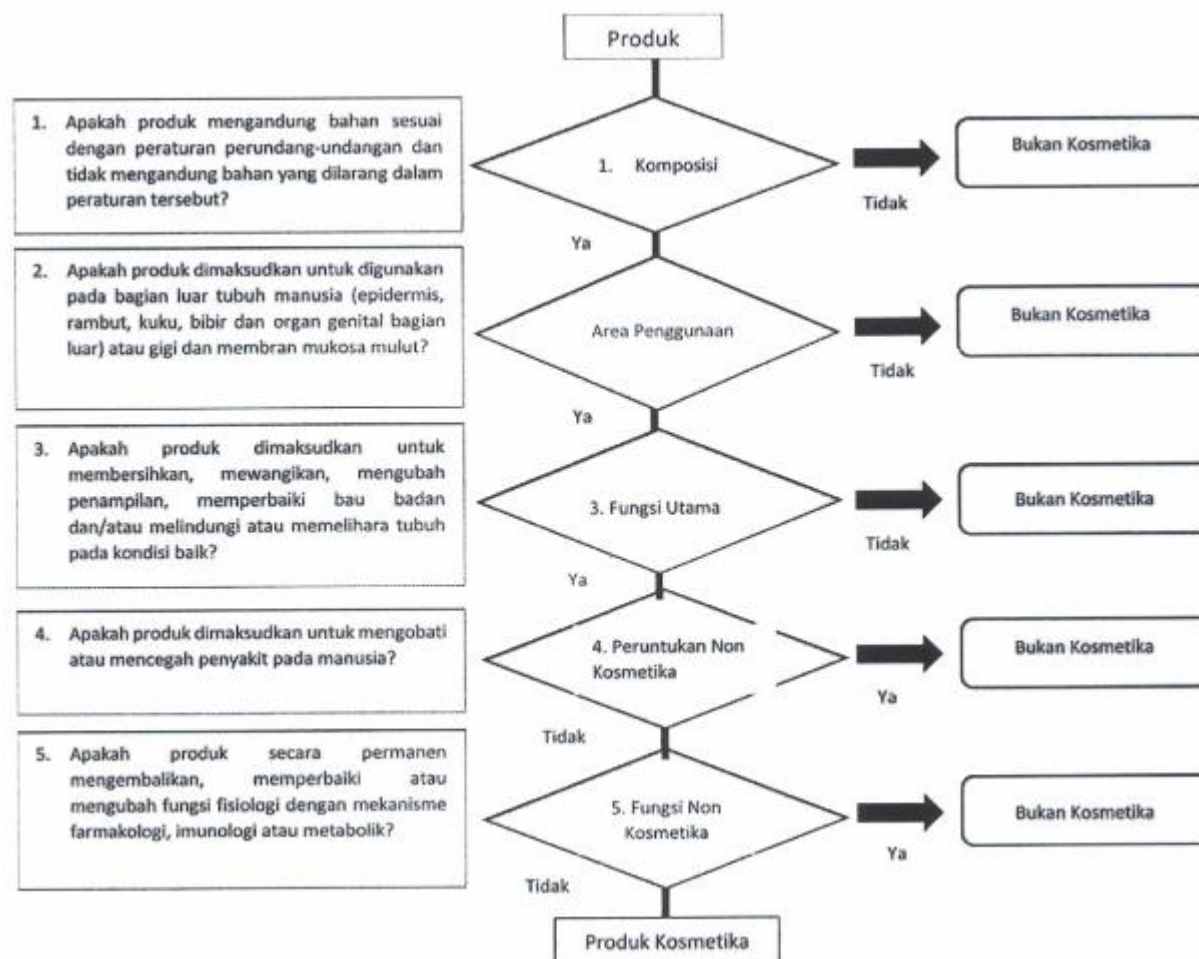 Produk
1. Apakah produk mengandung bahan sesuai
dengan peraturan perundang-undangan dan
tidak mengandung bahan yang dilarang dalam
peraturan tersebut?
1. Komposisi
Tidak
Bukan Kosmetika
Ya
2. Apakah produk dimaksudkan untuk digunakan
pada bagian luar tubuh manusia (epidermis,
rambut, kuku, bibir dan organ genital bagian
luar) atau gigi dan membran mukosa mulut?
Area Penggunaan
Tidak
Bukan Kosmetika
Ya
3. Apakah produk dimaksudkan untuk
membersihkan, mewangikan, mengubah
penampilan, memperbaiki bau badan
dan/atau melindungi atau memelihara tubuh
pada kondisi baik?
3. Fungsi Utama
Tidak
Bukan Kosmetika
Ya
4. Apakah produk dimaksudkan untuk mengobati
atau mencegah penyakit pada manusia?
4. Peruntukan Non
Kosmetika
Ya
Bukan Kosmetika
Tidak
5. Apakah produk secara permanen
mengembalikan, memperbaiki atau
mengubah fungsi fisiologi dengan mekanisme
farmakologi, imunologi atau metabolik?
5. Fungsi Non
Kosmetika
Ya
Bukan Kosmetika
Tidak
Produk Kosmetika